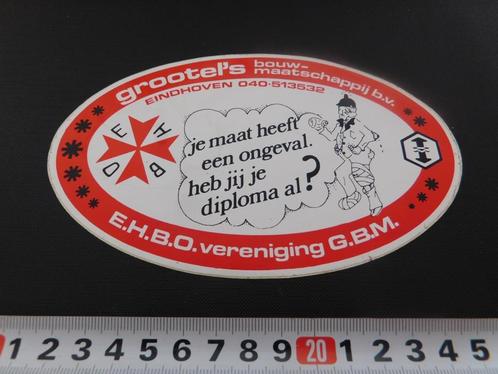 grootel's bouw-
maatschappij b.v.
EINDHOVEN 040-513532
E H B O
je maat heeft
een ongeval.
heb jij je
diploma al?
E.H.B.O. vereniging G.B.M.
1 2 3 4 5 6 7 8 9 20 1 2 3 4 5